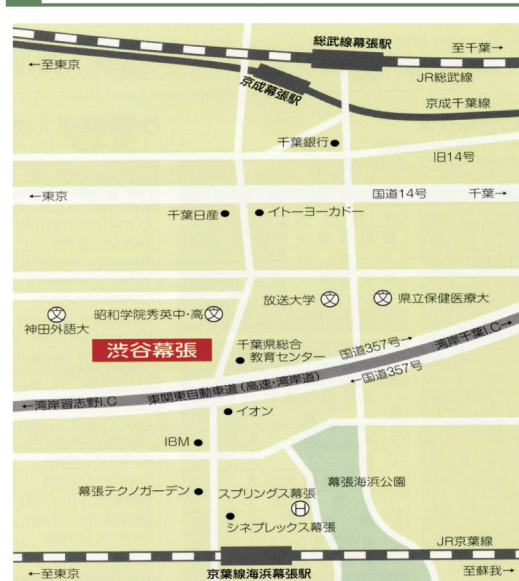 総武線幕張駅
至千葉→
←至東京
JR総武線
京成幕張駅
京成千葉線
千葉銀行
旧14号
←東京
国道14号
千葉→
千葉日産
イトーヨーカドー
放送大学 文
文 県立保健医療大
文
神田外語大
昭和学院秀英中・高 文
渋谷幕張
千葉県総合
教育センター
国道357号→
湾岸千葉I.C→
←国道357号
東関東自動車道(高速・湾岸道)
←湾岸習志野I.C
イオン
IBM
幕張テクノガーデン
スプリングス幕張
H
シネプレックス幕張
幕張海浜公園
JR京葉線
←至東京
京葉線海浜幕張駅
至蘇我→